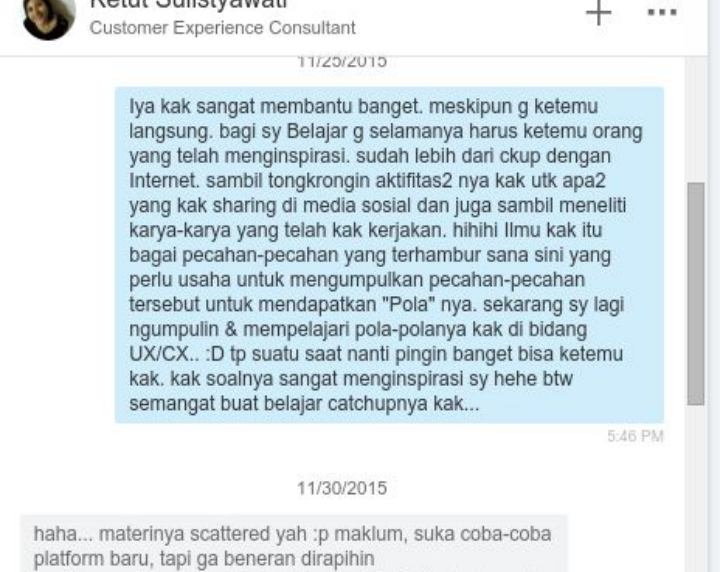 Ketut Sulistyawati
Customer Experience Consultant
11/25/2015
Iya kak sangat membantu banget. meskipun g ketemu
langsung. bagi sy Belajar g selamanya harus ketemu orang
yang telah menginspirasi. sudah lebih dari ckup dengan
Internet. sambil tongkrongin aktifitas2 nya kak utk apa2
yang kak sharing di media sosial dan juga sambil meneliti
karya-karya yang telah kak kerjakan. hihihi Ilmu kak itu
bagai pecahan-pecahan yang terhambur sana sini yang
perlu usaha untuk mengumpulkan pecahan-pecahan
tersebut untuk mendapatkan "Pola" nya. sekarang sy lagi
ngumpulin & mempelajari pola-polanya kak di bidang
UX/CX.. :D tp suatu saat nanti pingin banget bisa ketemu
kak. kak soalnya sangat menginspirasi sy hehe btw
semangat buat belajar catchupnya kak...
5:46 PM
11/30/2015
haha... materinya scattered yah :p maklum, suka coba-coba
platform baru, tapi ga beneran dirapihin